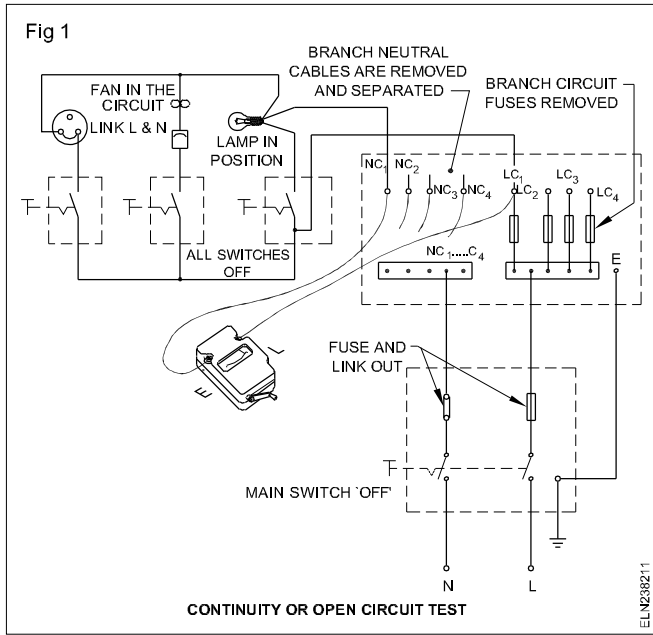 Fig 1
BRANCH NEUTRAL
CABLES ARE REMOVED
AND SEPARATED
BRANCH CIRCUIT
FUSES REMOVED
FAN IN THE
CIRCUIT
LINK L & N
LAMP IN
POSITION
NC1
NC2
NC3
NC4
LC1
LC2
LC3
LC4
ALL SWITCHES
OFF
NC1.....C4
E
L
E
FUSE AND
LINK OUT
MAIN SWITCH 'OFF'
N
L
CONTINUITY OR OPEN CIRCUIT TEST
ELN238211